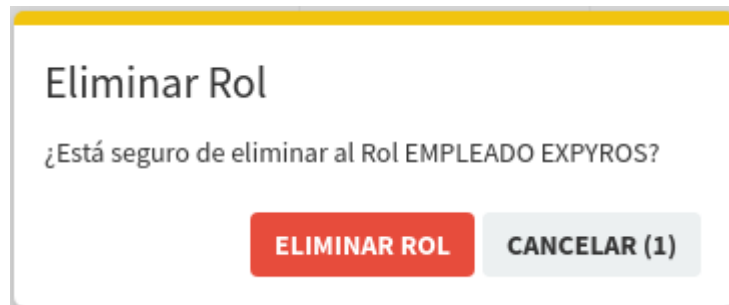 Eliminar Rol
¿Está seguro de eliminar al Rol EMPLEADO EXPYROS?
ELIMINAR ROL CANCELAR (1)